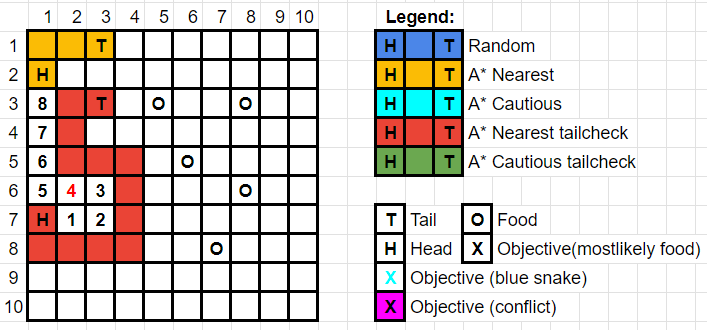 1 2 3 4 5 6 7 8 9 10 Legend:
1 T H T Random
2 H H T A* Nearest
3 8 T O O H T A* Cautious
4 7 H T A* Nearest tailcheck
5 6 O H T A* Cautious tailcheck
6 5 4 3 O
7 H 1 2 T Tail O Food
8 O H Head X Objective(mostlikely food)
9 X Objective (blue snake)
10 X Objective (conflict)